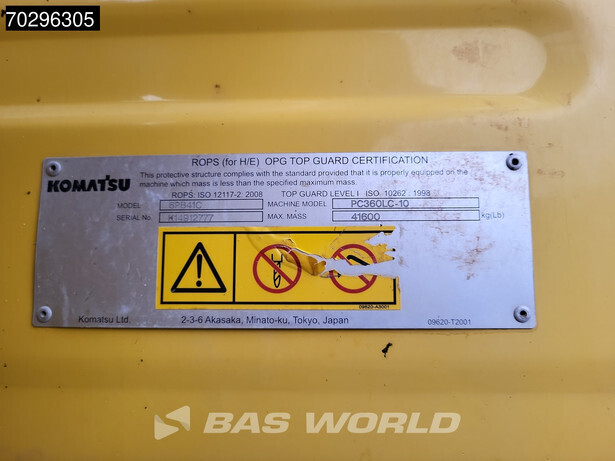 70296305
ROPS (for H/E) OPG TOP GUARD CERTIFICATION
KOMATSU
This protective structure complies with the standard provided that it is properly equipped on the
machine which mass is less than the specified maximum mass.
ROPS: ISO 12117-2: 2008 TOP GUARD LEVEL I ISO 10262 : 1998
MODEL MACHINE MODEL PC360LC-10
SERIAL No. K14912777 MAX. MASS 41600 kg(Lb)
09620-A3001
Komatsu Ltd. 2-3-6 Akasaka, Minato-ku, Tokyo, Japan 09620-T2001
BAS WORLD